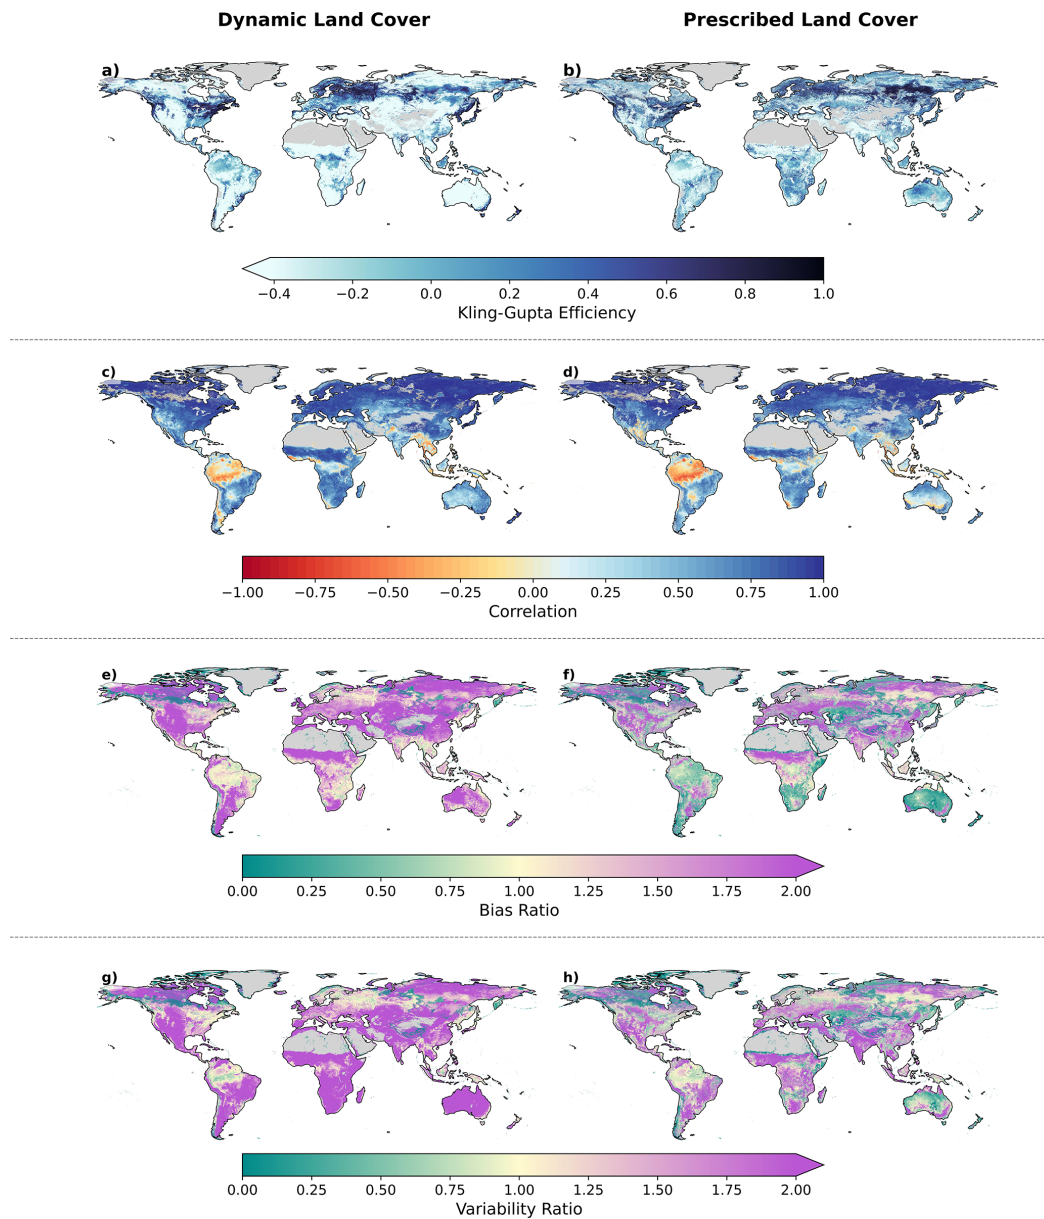 Dynamic Land Cover Prescribed Land Cover
a) b)
−0.4 −0.2 0.0 0.2 0.4 0.6 0.8 1.0
Kling-Gupta Efficiency
c) d)
−1.00 −0.75 −0.50 −0.25 0.00 0.25 0.50 0.75 1.00
Correlation
e) f)
0.00 0.25 0.50 0.75 1.00 1.25 1.50 1.75 2.00
Bias Ratio
g) h)
0.00 0.25 0.50 0.75 1.00 1.25 1.50 1.75 2.00
Variability Ratio